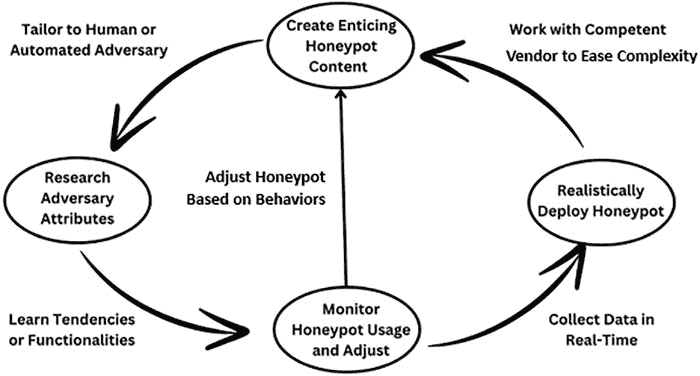 Tailor to Human or
Automated Adversary
Create Enticing
Honeypot
Content
Work with Competent
Vendor to Ease Complexity
Research
Adversary
Attributes
Adjust Honeypot
Based on Behaviors
Realistically
Deploy Honeypot
Learn Tendencies
or Functionalities
Monitor
Honeypot Usage
and Adjust
Collect Data in
Real-Time